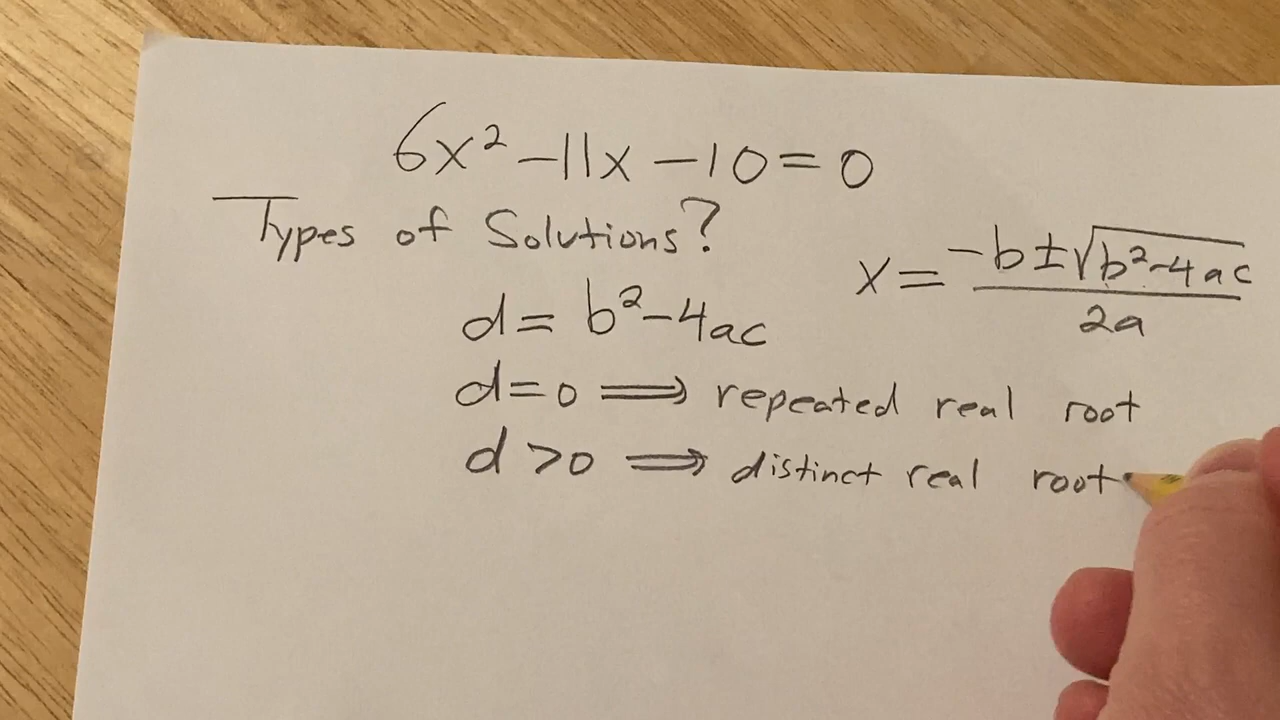 6x² -11x -10 = 0
Types of Solutions?
x = -b ± √b²-4ac / 2a
d = b²-4ac
d=0 ⟹ repeated real root
d >0 ⟹ distinct real root